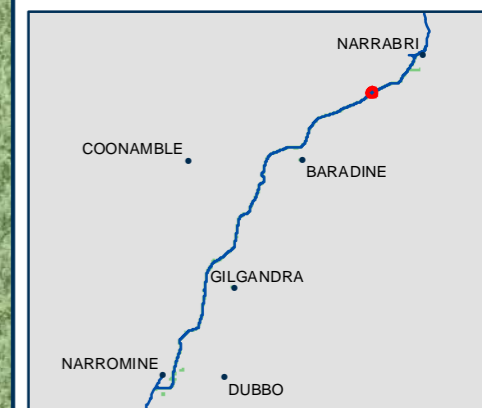 NARRABRI
COONAMBLE
BARADINE
GILGANDRA
NARROMINE
DUBBO